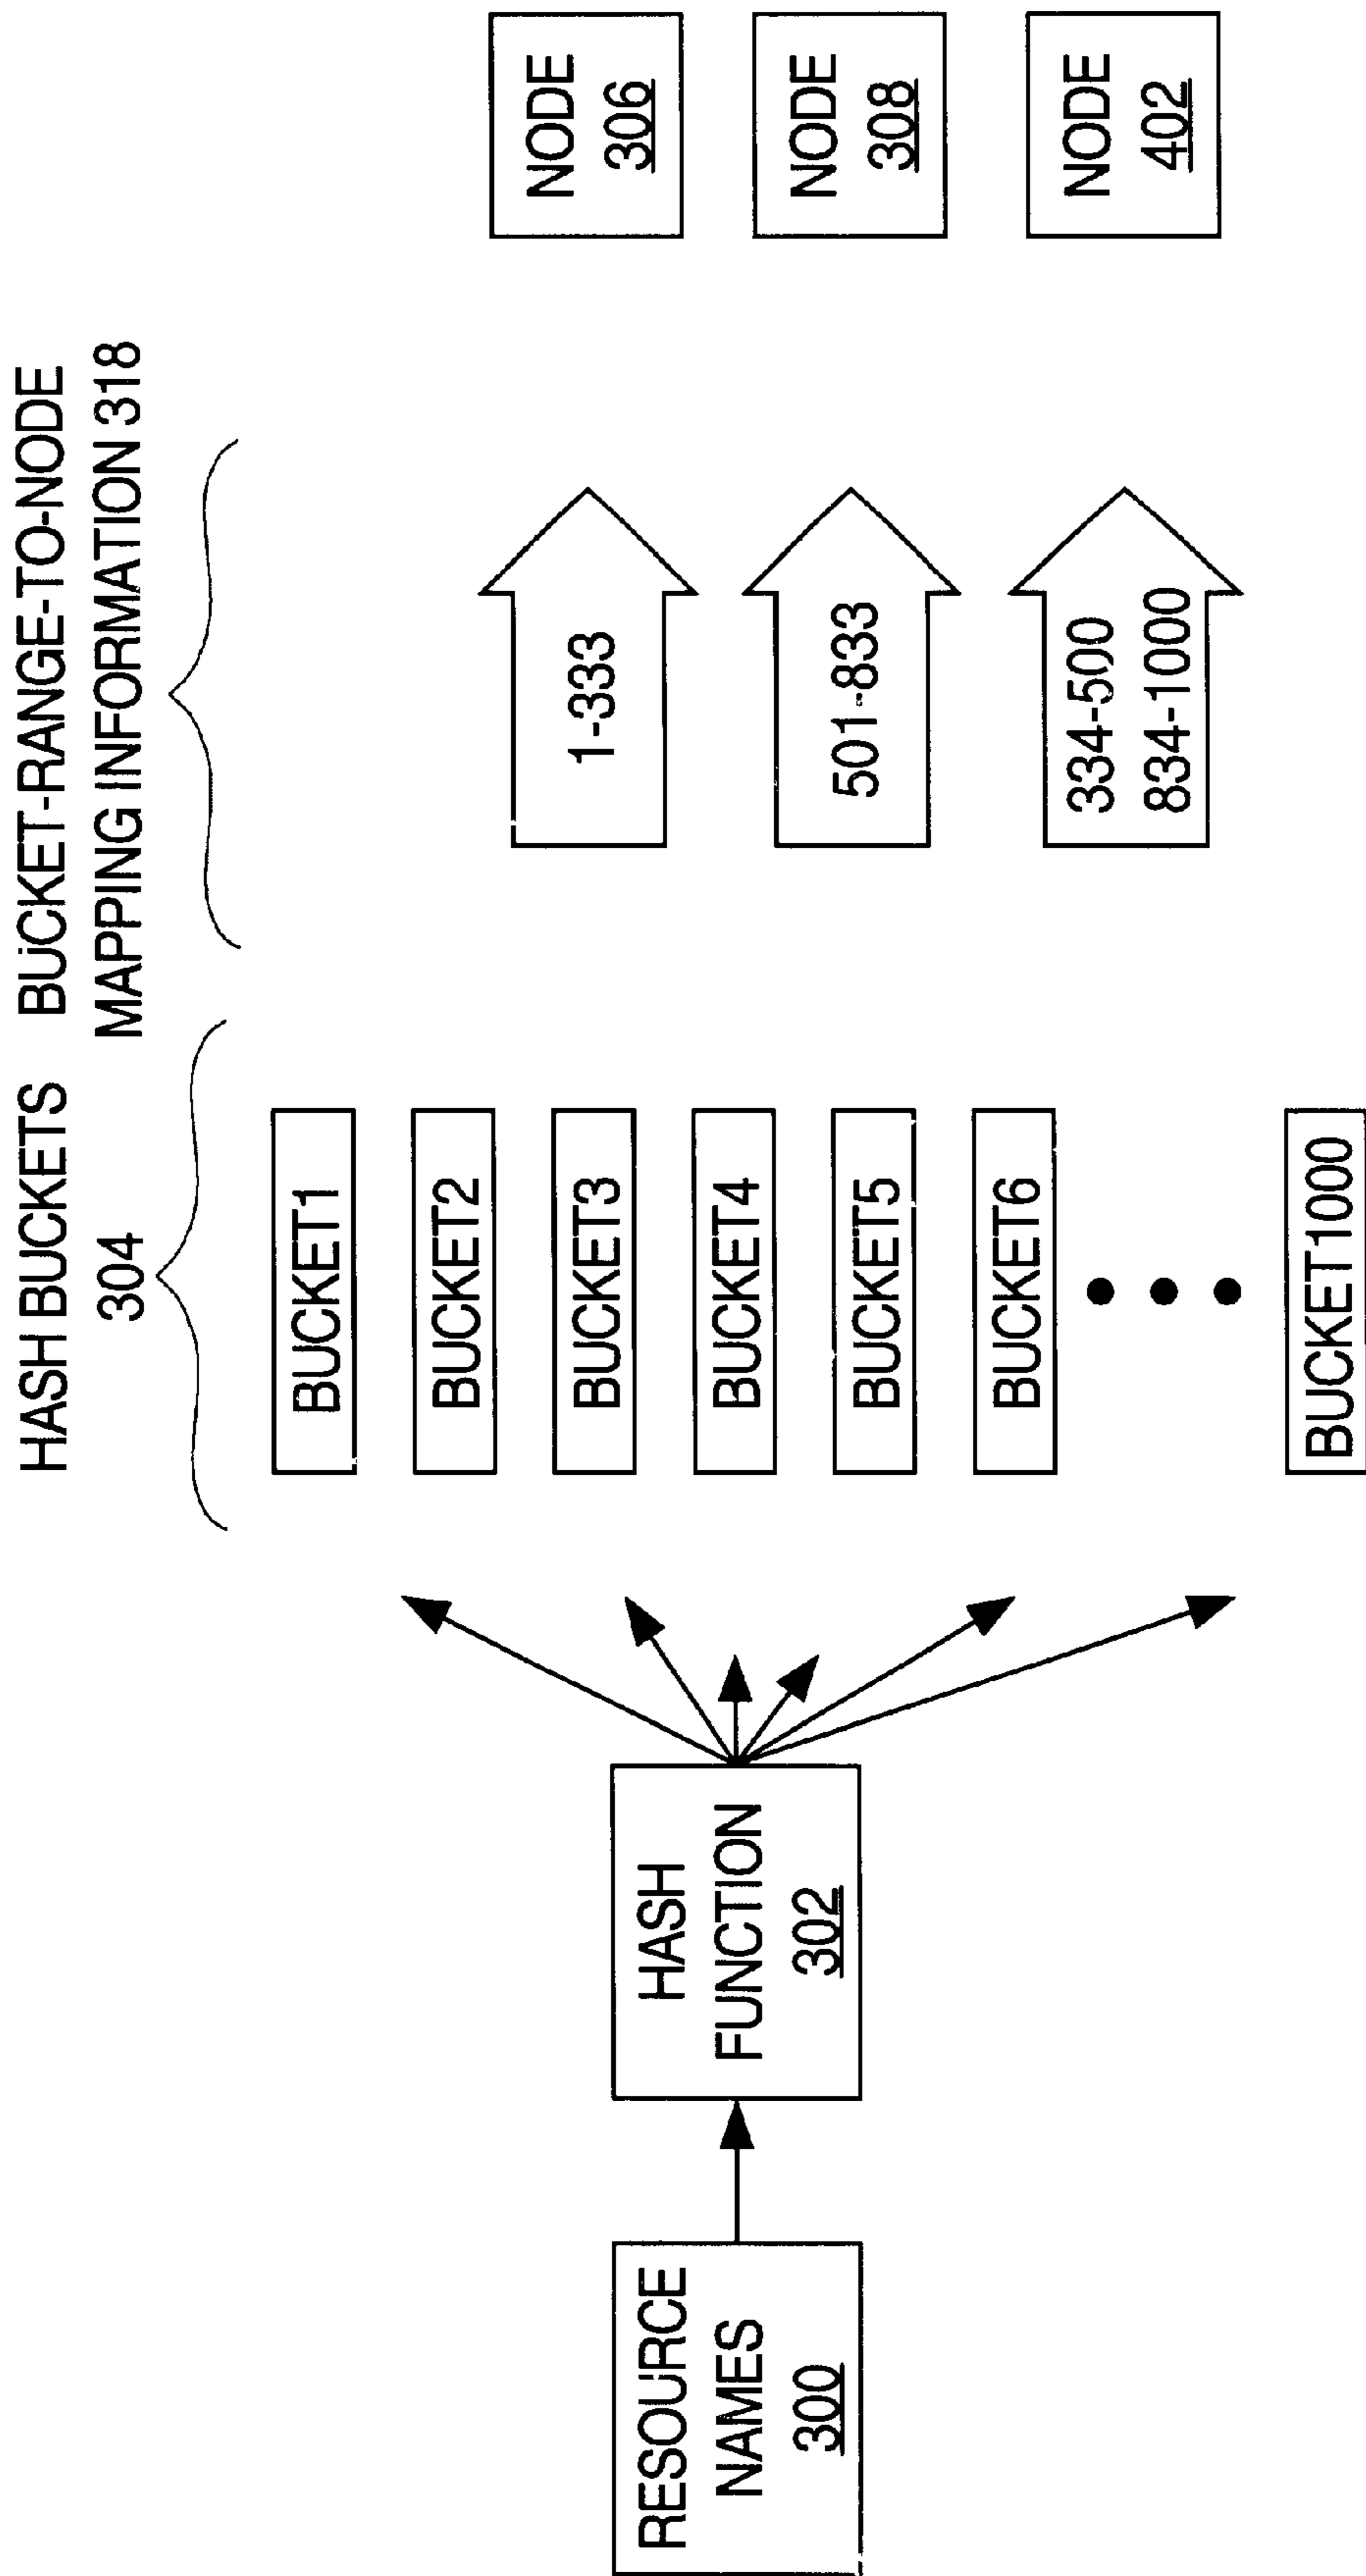 RESOURCE
NAMES
300
HASH
FUNCTION
302
HASH BUCKETS
304
BUCKET1
BUCKET2
BUCKET3
BUCKET4
BUCKET5
BUCKET6
BUCKET1000
BUCKET-RANGE-TO-NODE
MAPPING INFORMATION 318
1-333
501-833
334-500
834-1000
NODE
306
NODE
308
NODE
402